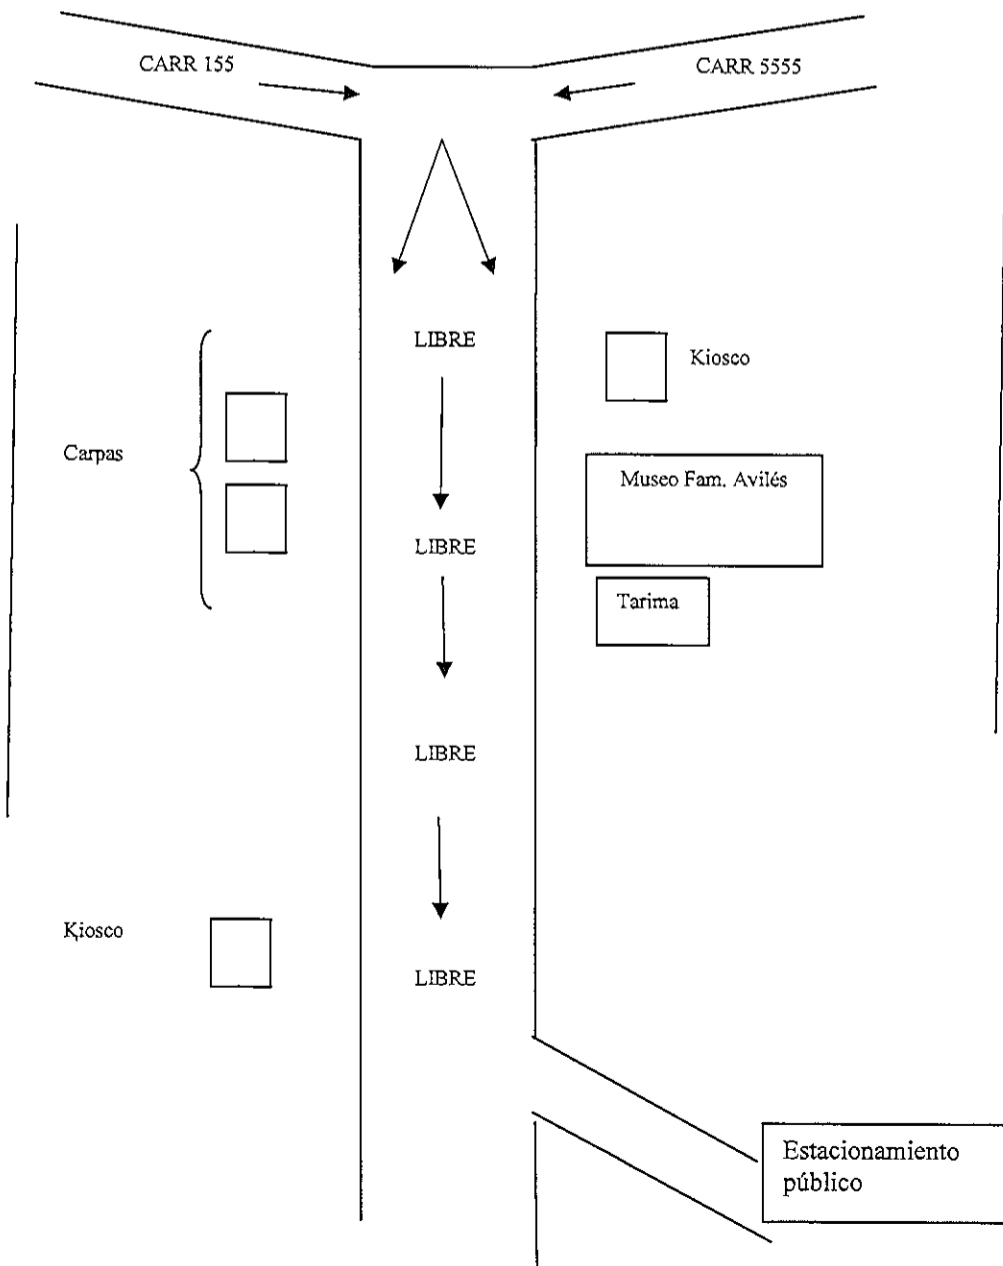 CARR 155
CARR 5555
LIBRE
Kiosco
Carpas
Museo Fam. Avilés
LIBRE
Tarima
LIBRE
Kiosco
LIBRE
Estacionamiento
público